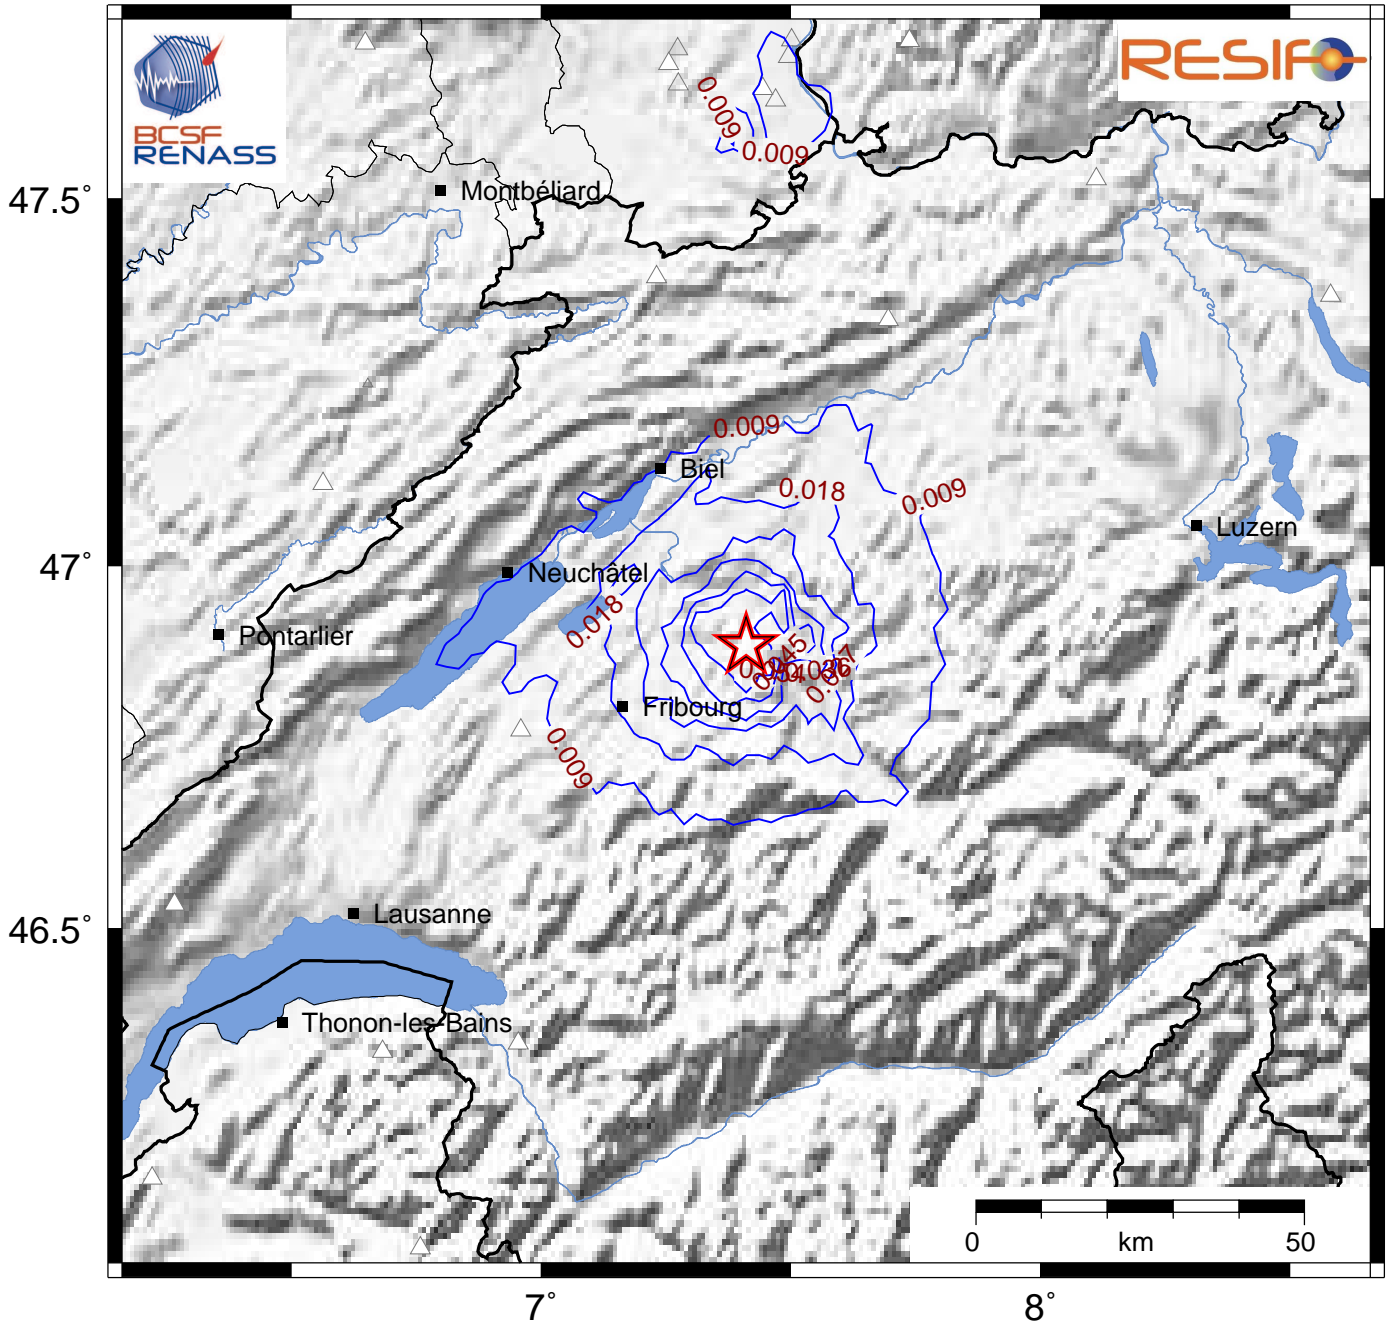 BCSF
RENASS
RESIF
0.009
0.009
47.5°
Montbéliard
0.009
Biel
0.018
0.009
Luzern
47°
Neuchâtel
0.018
Pontarlier
Fribourg
0.009
46.5°
Lausanne
Thonon-les-Bains
0 km 50
7° 8°